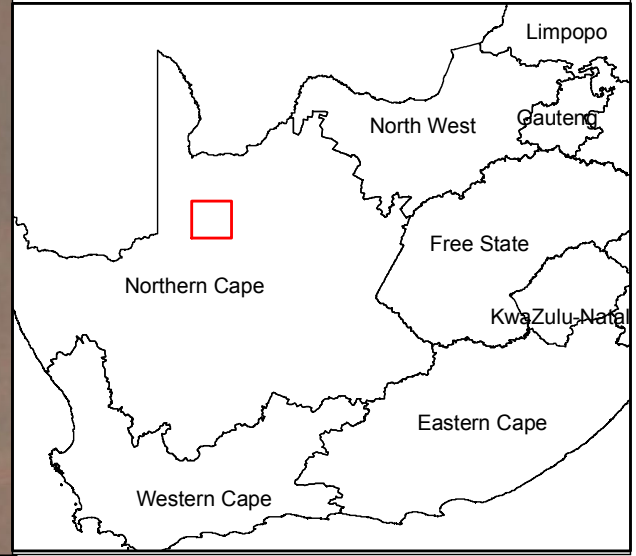 Limpopo
North West
Gauteng
Free State
Northern Cape
KwaZulu-Natal
Eastern Cape
Western Cape